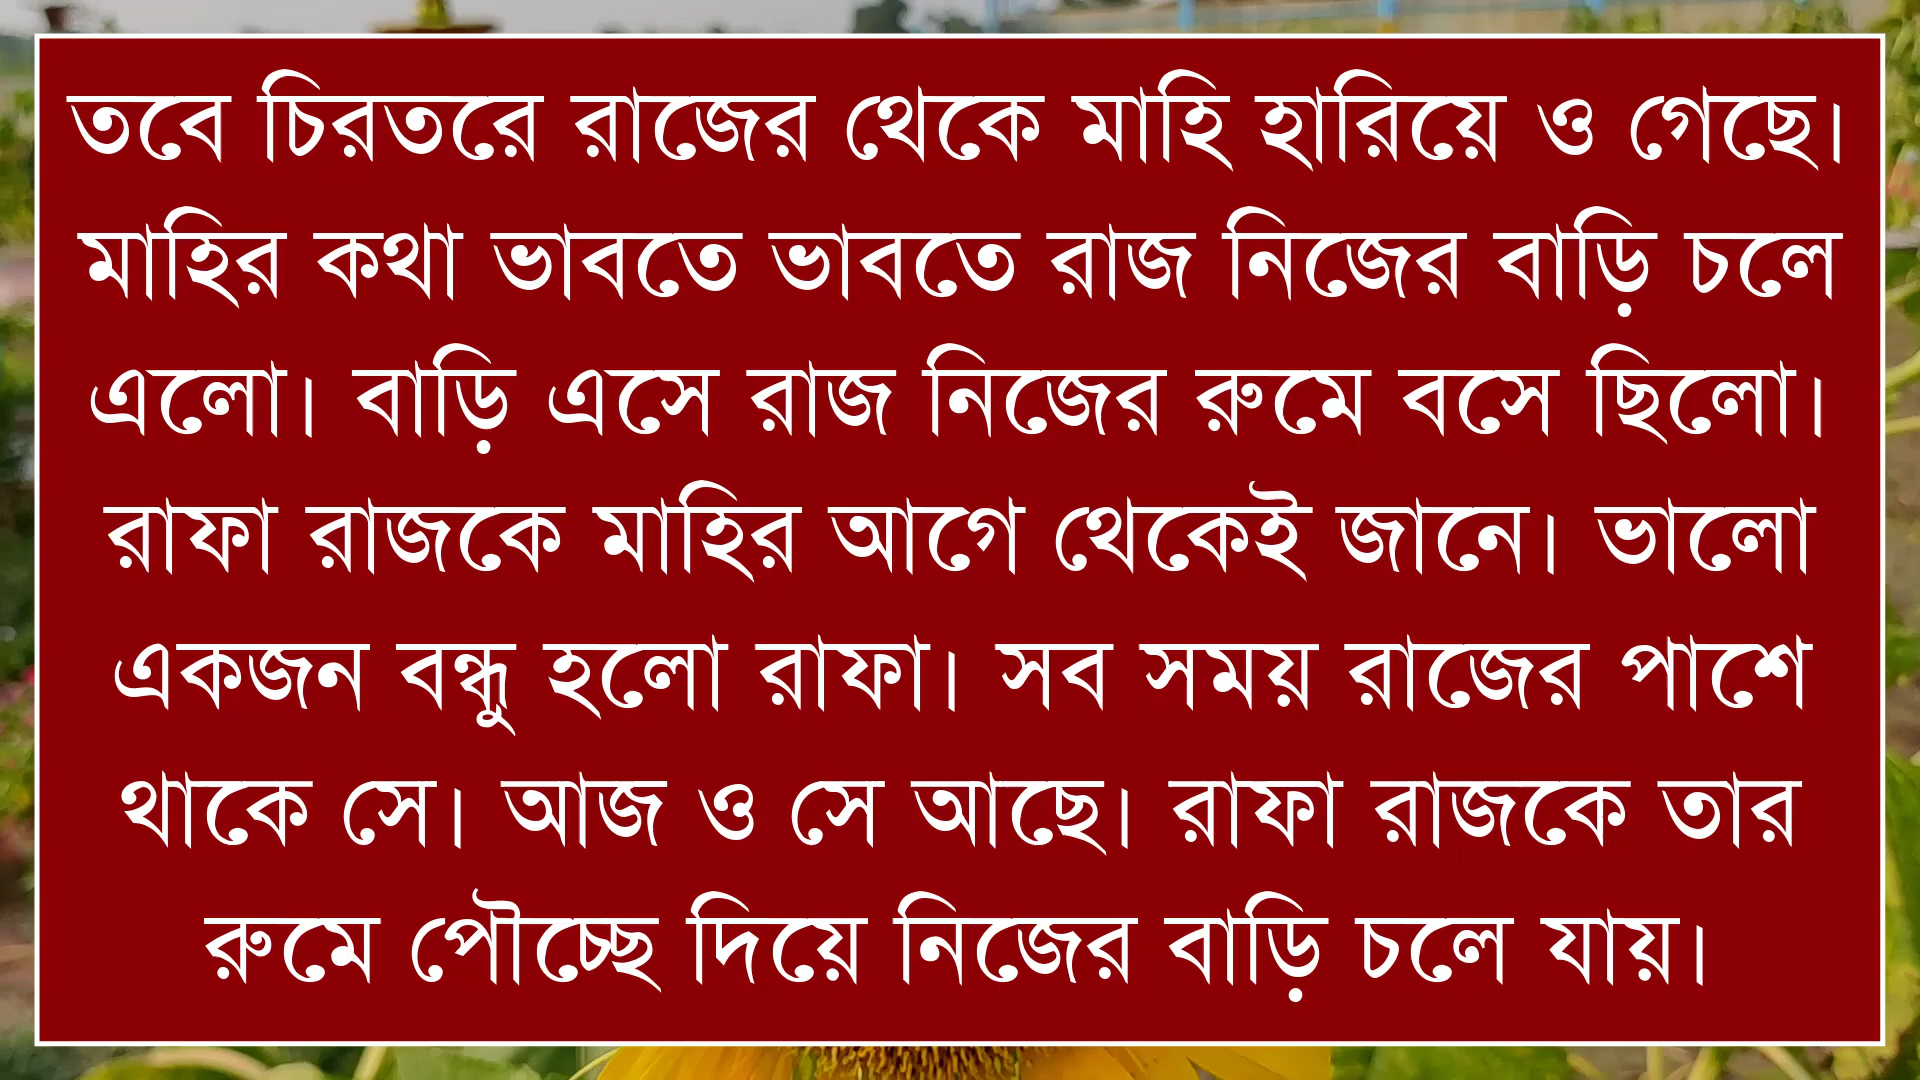 তবে চিরতরে রাজের থেকে মাহি হারিয়ে ও গেছে।
মাহির কথা ভাবতে ভাবতে রাজ নিজের বাড়ি চলে
এলো। বাড়ি এসে রাজ নিজের রুমে বসে ছিলো।
রাফা রাজকে মাহির আগে থেকেই জানে। ভালো
একজন বন্ধু হলো রাফা। সব সময় রাজের পাশে
থাকে সে। আজ ও সে আছে। রাফা রাজকে তার
রুমে পৌচ্ছে দিয়ে নিজের বাড়ি চলে যায়।